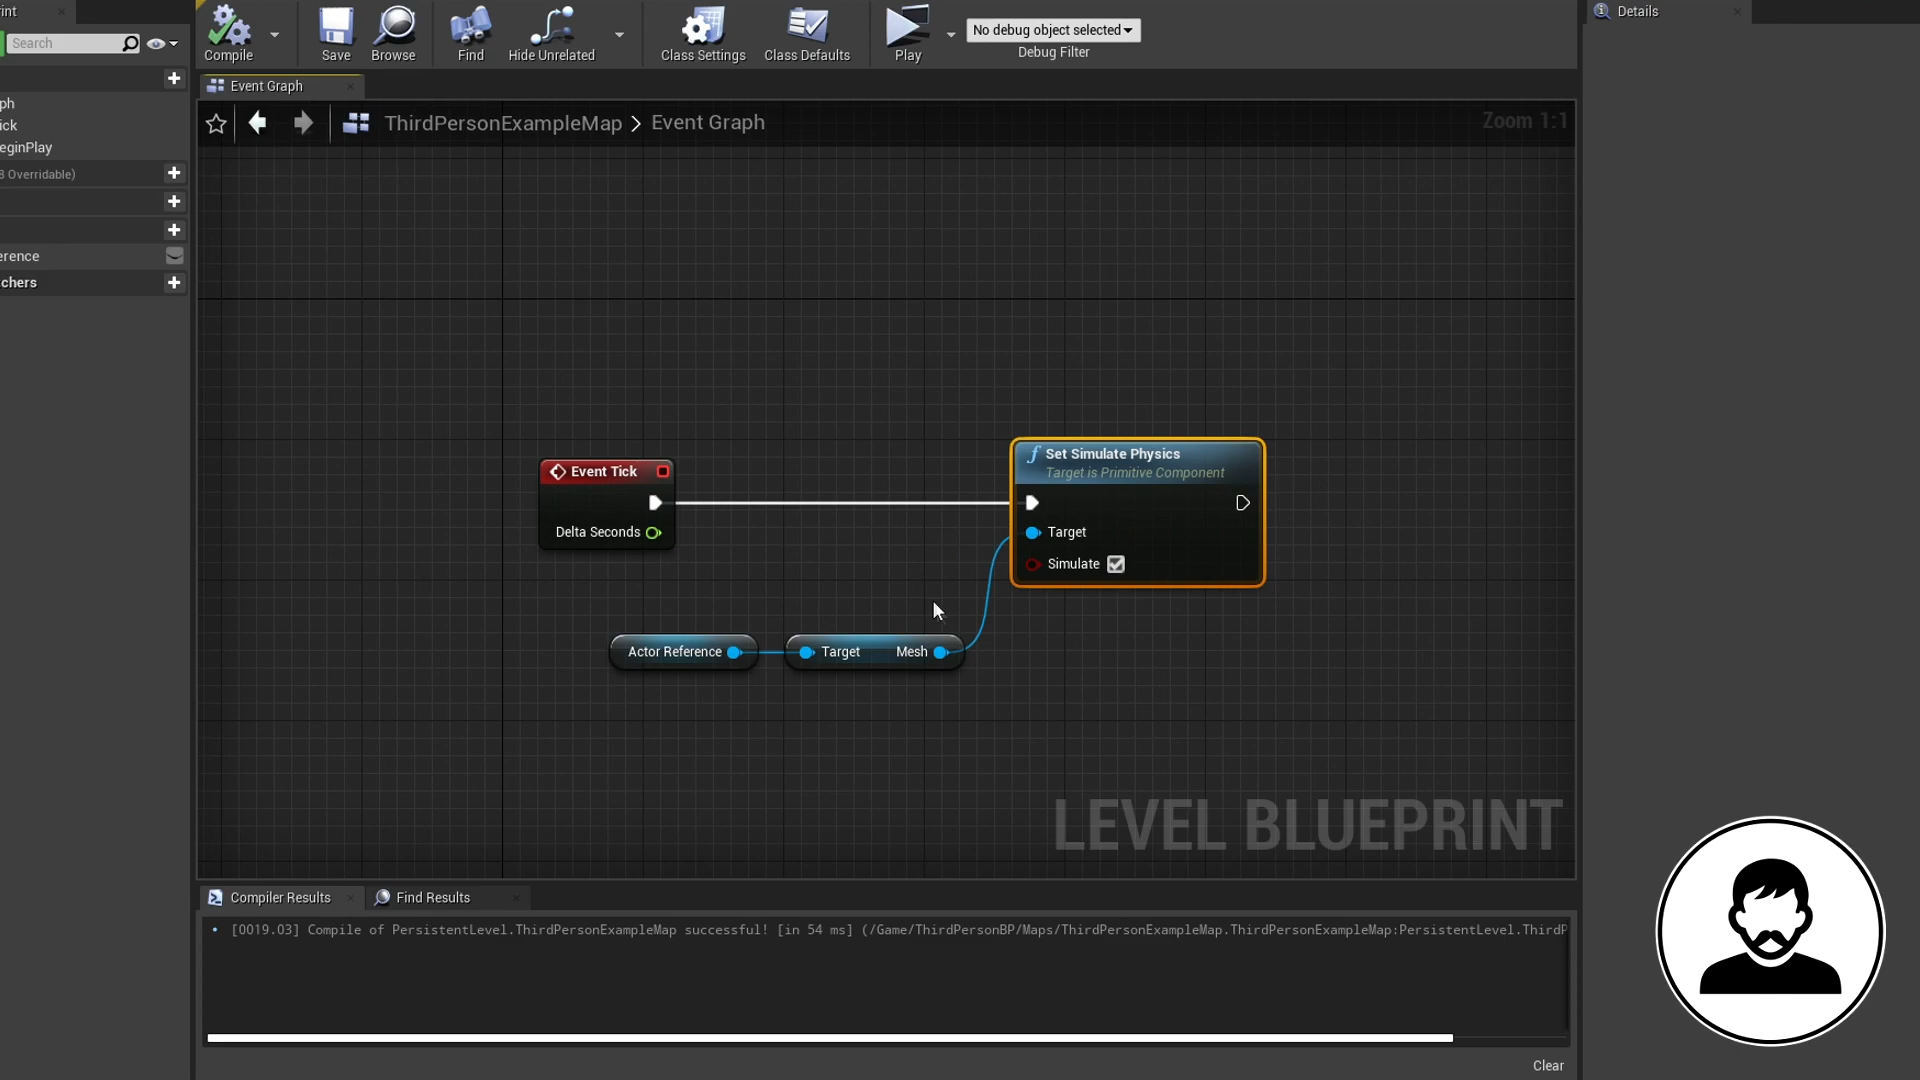 int
Search
ph
ick
eginPlay
8 Overridable)
erence
chers
Compile
Save
Browse
Find
Hide Unrelated
Class Settings
Class Defaults
Play
No debug object selected
Debug Filter
Event Graph
ThirdPersonExampleMap > Event Graph
Zoom 1:1
Event Tick
Delta Seconds
f Set Simulate Physics
Target is Primitive Component
Target
Simulate
Actor Reference
Target Mesh
LEVEL BLUEPRINT
Compiler Results
Find Results
[0019.03] Compile of PersistentLevel.ThirdPersonExampleMap successful! [in 54 ms] (/Game/ThirdPersonBP/Maps/ThirdPersonExampleMap.ThirdPersonExampleMap:PersistentLevel.ThirdP
Clear
Details